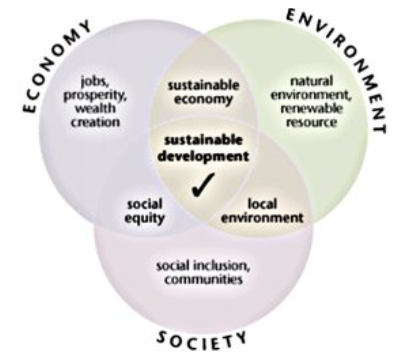 ECONOMY
ENVIRONMENT
jobs,
prosperity,
wealth
creation
sustainable
economy
natural
environment,
renewable
resource
sustainable
development
✓
social
equity
local
environment
social inclusion,
communities
SOCIETY